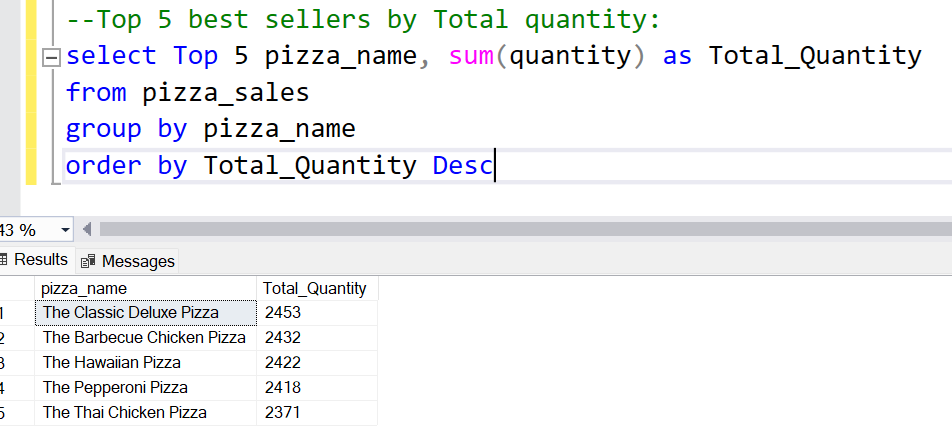 --Top 5 best sellers by Total quantity:
select Top 5 pizza_name, sum(quantity) as Total_Quantity
from pizza_sales
group by pizza_name
order by Total_Quantity Desc
43 %
Results Messages
pizza_name Total_Quantity
1 The Classic Deluxe Pizza 2453
2 The Barbecue Chicken Pizza 2432
3 The Hawaiian Pizza 2422
4 The Pepperoni Pizza 2418
5 The Thai Chicken Pizza 2371